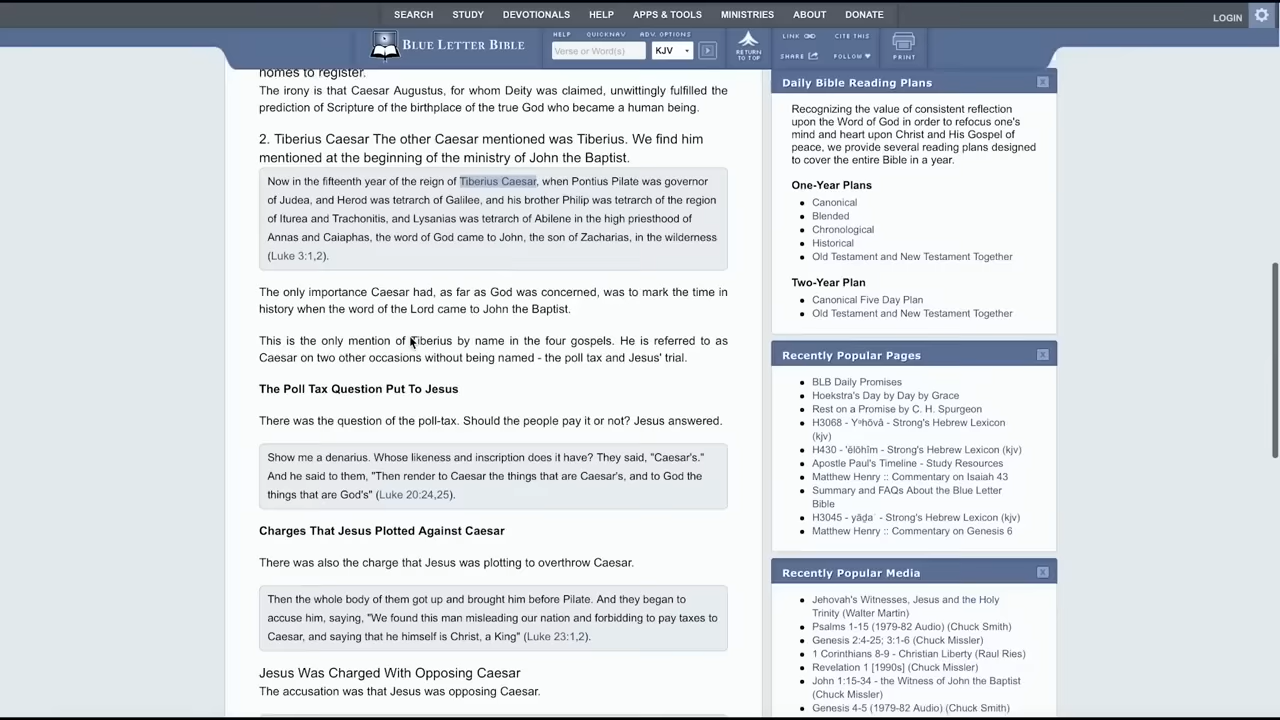 SEARCH STUDY DEVOTIONALS HELP APPS & TOOLS MINISTRIES ABOUT DONATE
LOGIN
BLUE LETTER BIBLE
HELP QUICKNAV ADV. OPTIONS
Verse or Word(s)
KJV
RETURN TO TOP
LINK CITE THIS
SHARE FOLLOW
PRINT
homes to register.
The irony is that Caesar Augustus, for whom Deity was claimed, unwittingly fulfilled the
prediction of Scripture of the birthplace of the true God who became a human being.
2. Tiberius Caesar The other Caesar mentioned was Tiberius. We find him
mentioned at the beginning of the ministry of John the Baptist.
Now in the fifteenth year of the reign of Tiberius Caesar, when Pontius Pilate was governor
of Judea, and Herod was tetrarch of Galilee, and his brother Philip was tetrarch of the region
of Iturea and Trachonitis, and Lysanias was tetrarch of Abilene in the high priesthood of
Annas and Caiaphas, the word of God came to John, the son of Zacharias, in the wilderness
(Luke 3:1,2).
The only importance Caesar had, as far as God was concerned, was to mark the time in
history when the word of the Lord came to John the Baptist.
This is the only mention of Tiberius by name in the four gospels. He is referred to as
Caesar on two other occasions without being named - the poll tax and Jesus' trial.
The Poll Tax Question Put To Jesus
There was the question of the poll-tax. Should the people pay it or not? Jesus answered.
Show me a denarius. Whose likeness and inscription does it have? They said, "Caesar's."
And he said to them, "Then render to Caesar the things that are Caesar's, and to God the
things that are God's" (Luke 20:24,25).
Charges That Jesus Plotted Against Caesar
There was also the charge that Jesus was plotting to overthrow Caesar.
Then the whole body of them got up and brought him before Pilate. And they began to
accuse him, saying, "We found this man misleading our nation and forbidding to pay taxes to
Caesar, and saying that he himself is Christ, a King" (Luke 23:1,2).
Jesus Was Charged With Opposing Caesar
The accusation was that Jesus was opposing Caesar.
Daily Bible Reading Plans
Recognizing the value of consistent reflection
upon the Word of God in order to refocus one's
mind and heart upon Christ and His Gospel of
peace, we provide several reading plans designed
to cover the entire Bible in a year.
One-Year Plans
Canonical
Blended
Chronological
Historical
Old Testament and New Testament Together
Two-Year Plan
Canonical Five Day Plan
Old Testament and New Testament Together
Recently Popular Pages
BLB Daily Promises
Hoekstra's Day by Day by Grace
Rest on a Promise by C. H. Spurgeon
H3068 - Yᵊhōvâ - Strong's Hebrew Lexicon
(kjv)
H430 - 'ĕlōhîm - Strong's Hebrew Lexicon (kjv)
Apostle Paul's Timeline - Study Resources
Matthew Henry :: Commentary on Isaiah 43
Summary and FAQs About the Blue Letter
Bible
H3045 - yāḏaʿ - Strong's Hebrew Lexicon (kjv)
Matthew Henry :: Commentary on Genesis 6
Recently Popular Media
Jehovah's Witnesses, Jesus and the Holy
Trinity (Walter Martin)
Psalms 1-15 (1979-82 Audio) (Chuck Smith)
Genesis 2:4-25; 3:1-6 (Chuck Missler)
1 Corinthians 8-9 - Christian Liberty (Raul Ries)
Revelation 1 [1990s] (Chuck Missler)
John 1:15-34 - the Witness of John the Baptist
(Chuck Missler)
Genesis 4-5 (1979-82 Audio) (Chuck Smith)